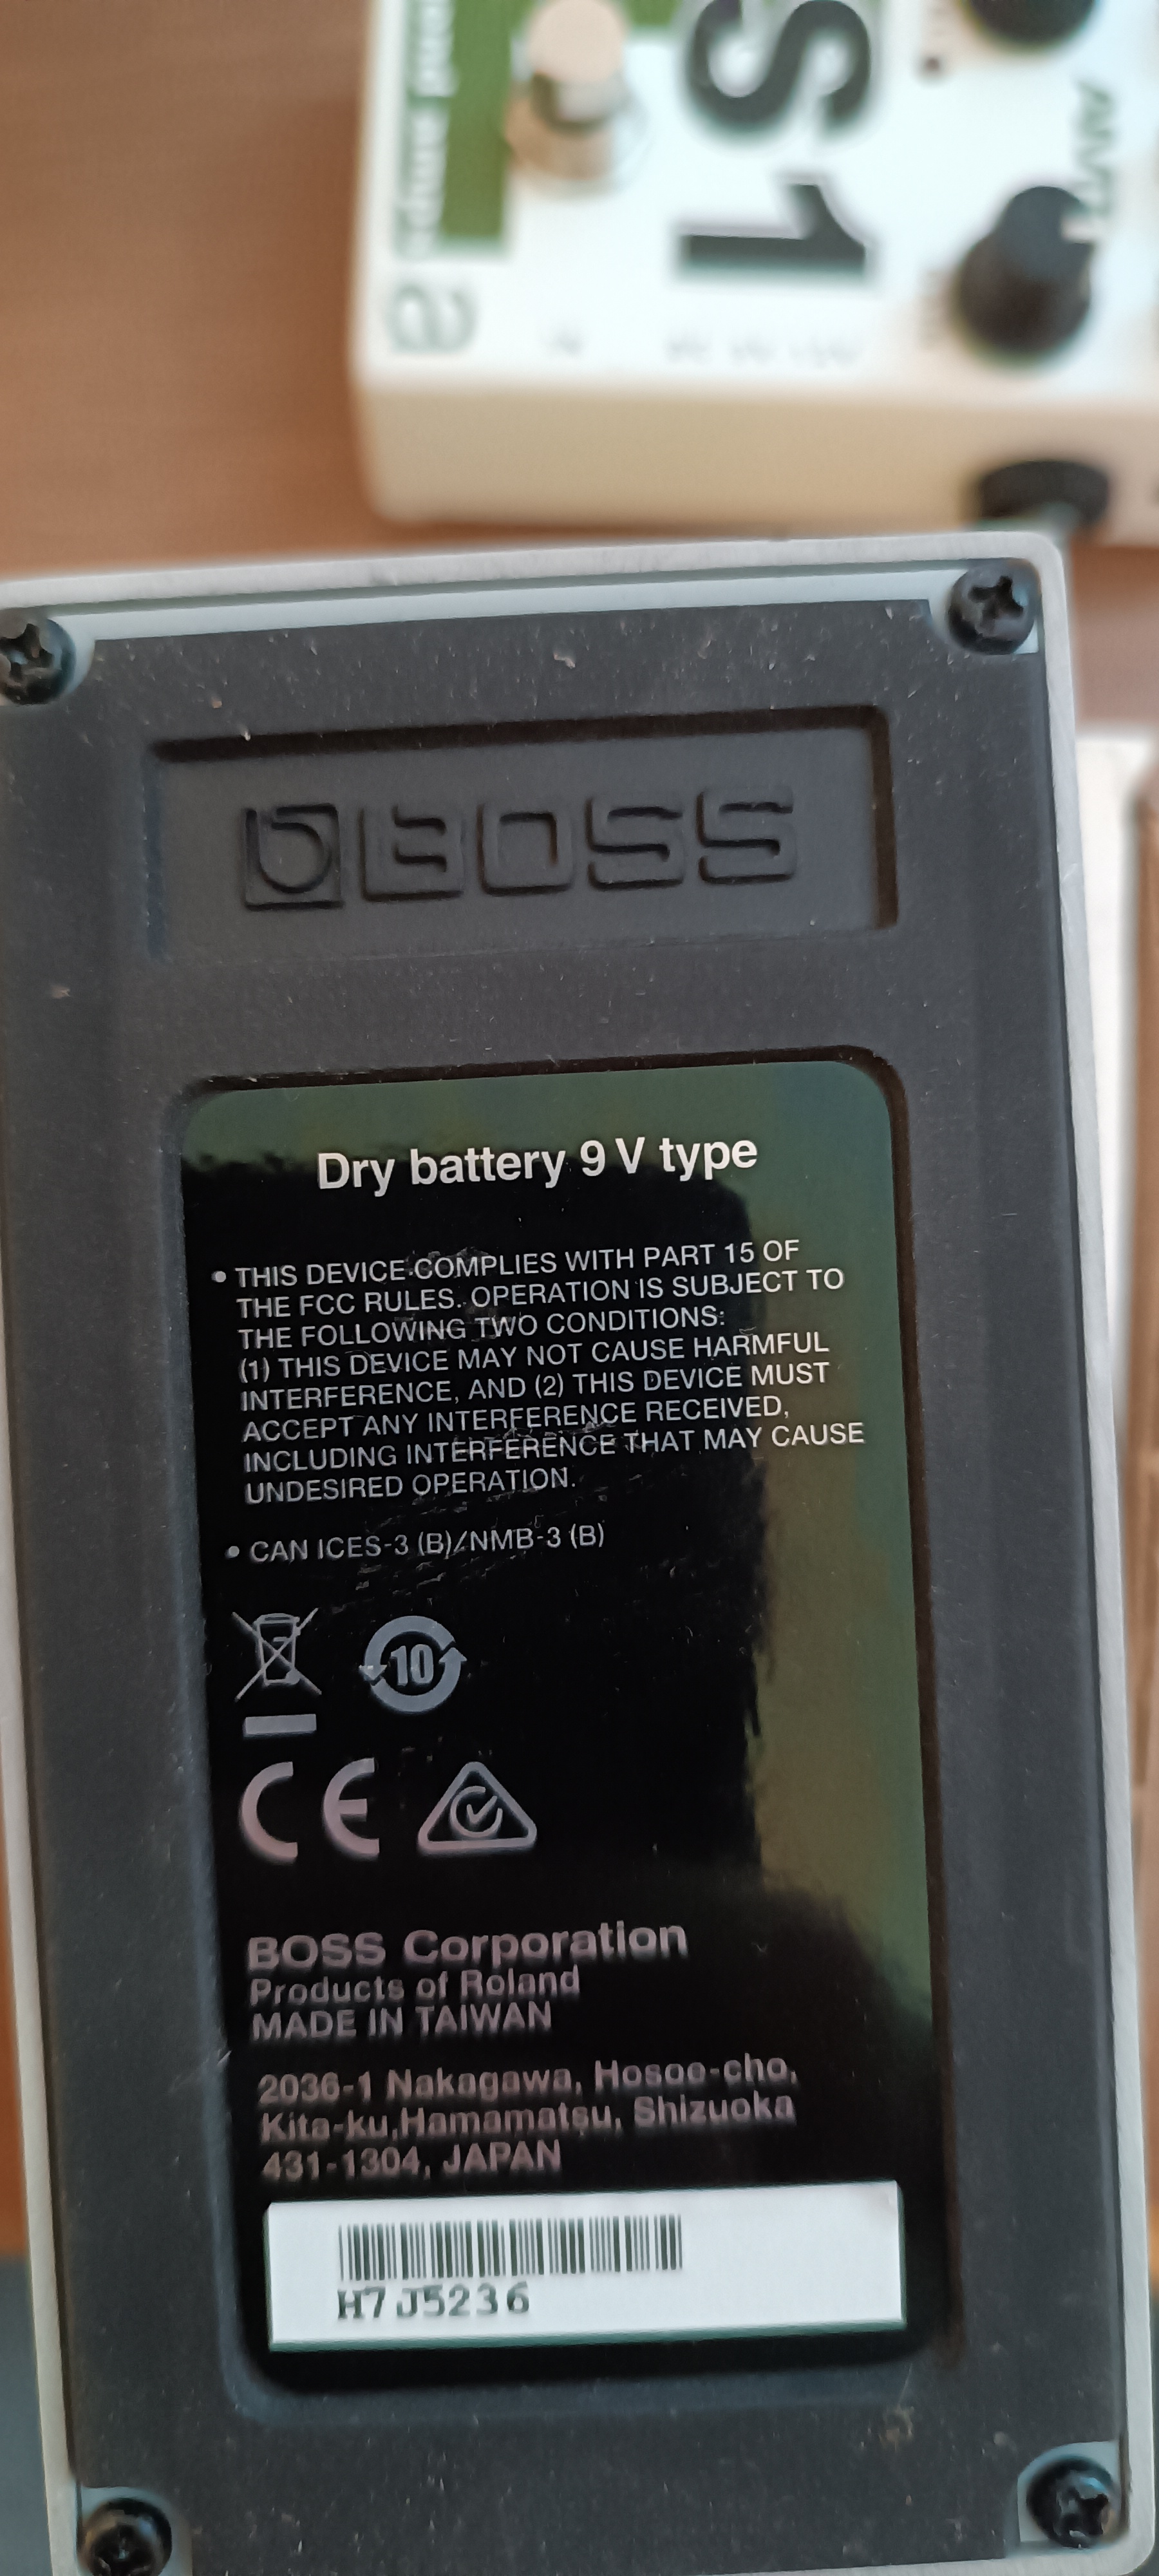 S1
a
BOSS
Dry battery 9 V type
• THIS DEVICE COMPLIES WITH PART 15 OF
THE FCC RULES. OPERATION IS SUBJECT TO
THE FOLLOWING TWO CONDITIONS:
(1) THIS DEVICE MAY NOT CAUSE HARMFUL
INTERFERENCE, AND (2) THIS DEVICE MUST
ACCEPT ANY INTERFERENCE RECEIVED,
INCLUDING INTERFERENCE THAT MAY CAUSE
UNDESIRED OPERATION.
• CAN ICES-3 (B)/NMB-3 (B)
10
CE
BOSS Corporation
Products of Roland
MADE IN TAIWAN
2036-1 Nakagawa, Hosoe-cho,
Kita-ku,Hamamatsu, Shizuoka
431-1304, JAPAN
H7J5236